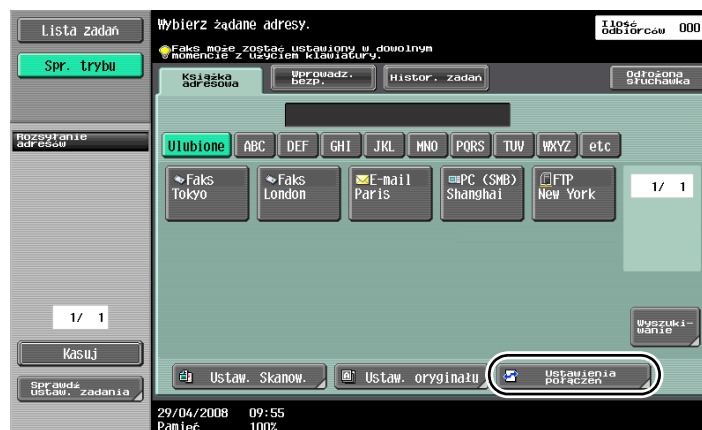 Lista zadań
Spr. trybu
Rozsyłanie
adresów
1/ 1
Kasuj
Sprawdź
ustaw. zadania
Wybierz żądane adresy.
Faks może zostać ustawiony w dowolnym
momencie z użyciem klawiatury.
Ilość
odbiorców 000
Książka
adresowa
Wprowadz.
bezp.
Histor. zadań
Odłożona
słuchawka
Ulubione ABC DEF GHI JKL MNO PQRS TUV WXYZ etc
Faks
Tokyo
Faks
London
E-mail
Paris
PC (SMB)
Shanghai
FTP
New York
1/ 1
Wyszuki-
wanie
Ustaw. Skanow.
Ustaw. oryginału
Ustawienia
połączeń
29/04/2008 09:55
Pamięć 100%